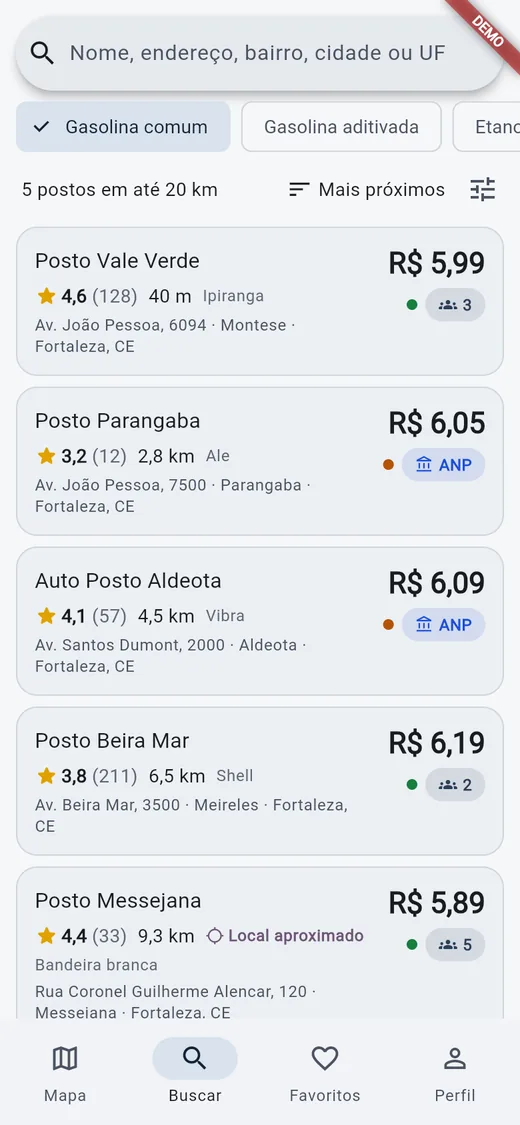 DEMO
Nome, endereço, bairro, cidade ou UF
Gasolina comum
Gasolina aditivada
Etano
5 postos em até 20 km
Mais próximos
Posto Vale Verde
R$ 5,99
4,6 (128) 40 m Ipiranga
3
Av. João Pessoa, 6094 · Montese ·
Fortaleza, CE
Posto Parangaba
R$ 6,05
3,2 (12) 2,8 km Ale
ANP
Av. João Pessoa, 7500 · Parangaba ·
Fortaleza, CE
Auto Posto Aldeota
R$ 6,09
4,1 (57) 4,5 km Vibra
ANP
Av. Santos Dumont, 2000 · Aldeota ·
Fortaleza, CE
Posto Beira Mar
R$ 6,19
3,8 (211) 6,5 km Shell
2
Av. Beira Mar, 3500 · Meireles · Fortaleza,
CE
Posto Messejana
R$ 5,89
4,4 (33) 9,3 km Local aproximado
5
Bandeira branca
Rua Coronel Guilherme Alencar, 120 ·
Messejana · Fortaleza, CE
Mapa
Buscar
Favoritos
Perfil